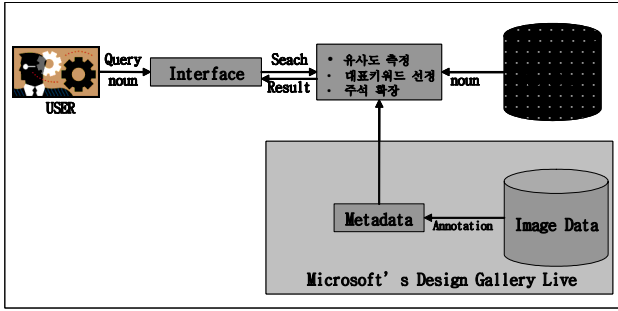 Query
noun
USER
Interface
Seach
Result
• 유사도 측정
· 대표키워드 선정
· 주석 확장
noun
Metadata
Annotation
Image Data
Microsoft's Design Gallery Live